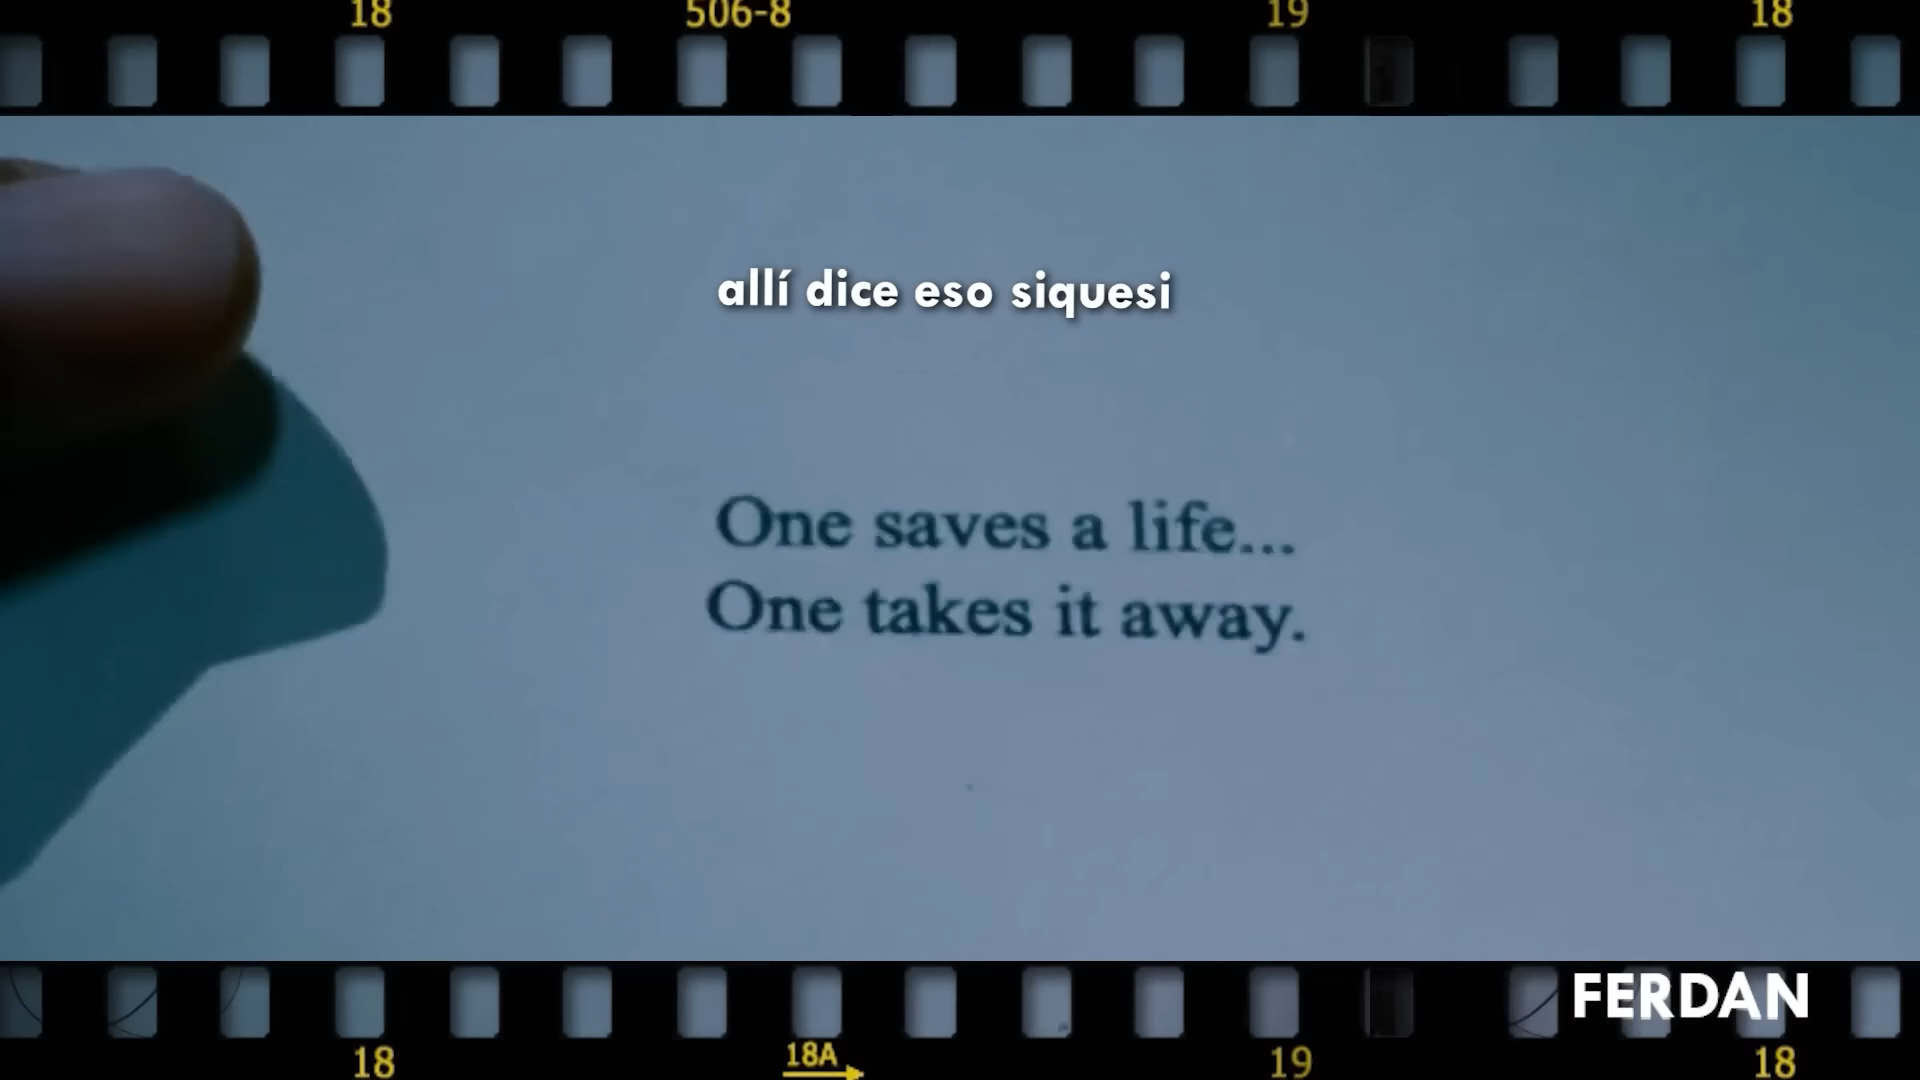 18 506-8 19 18
allí dice eso siquesi
One saves a life...
One takes it away.
FERDAN
18 18A 19 18